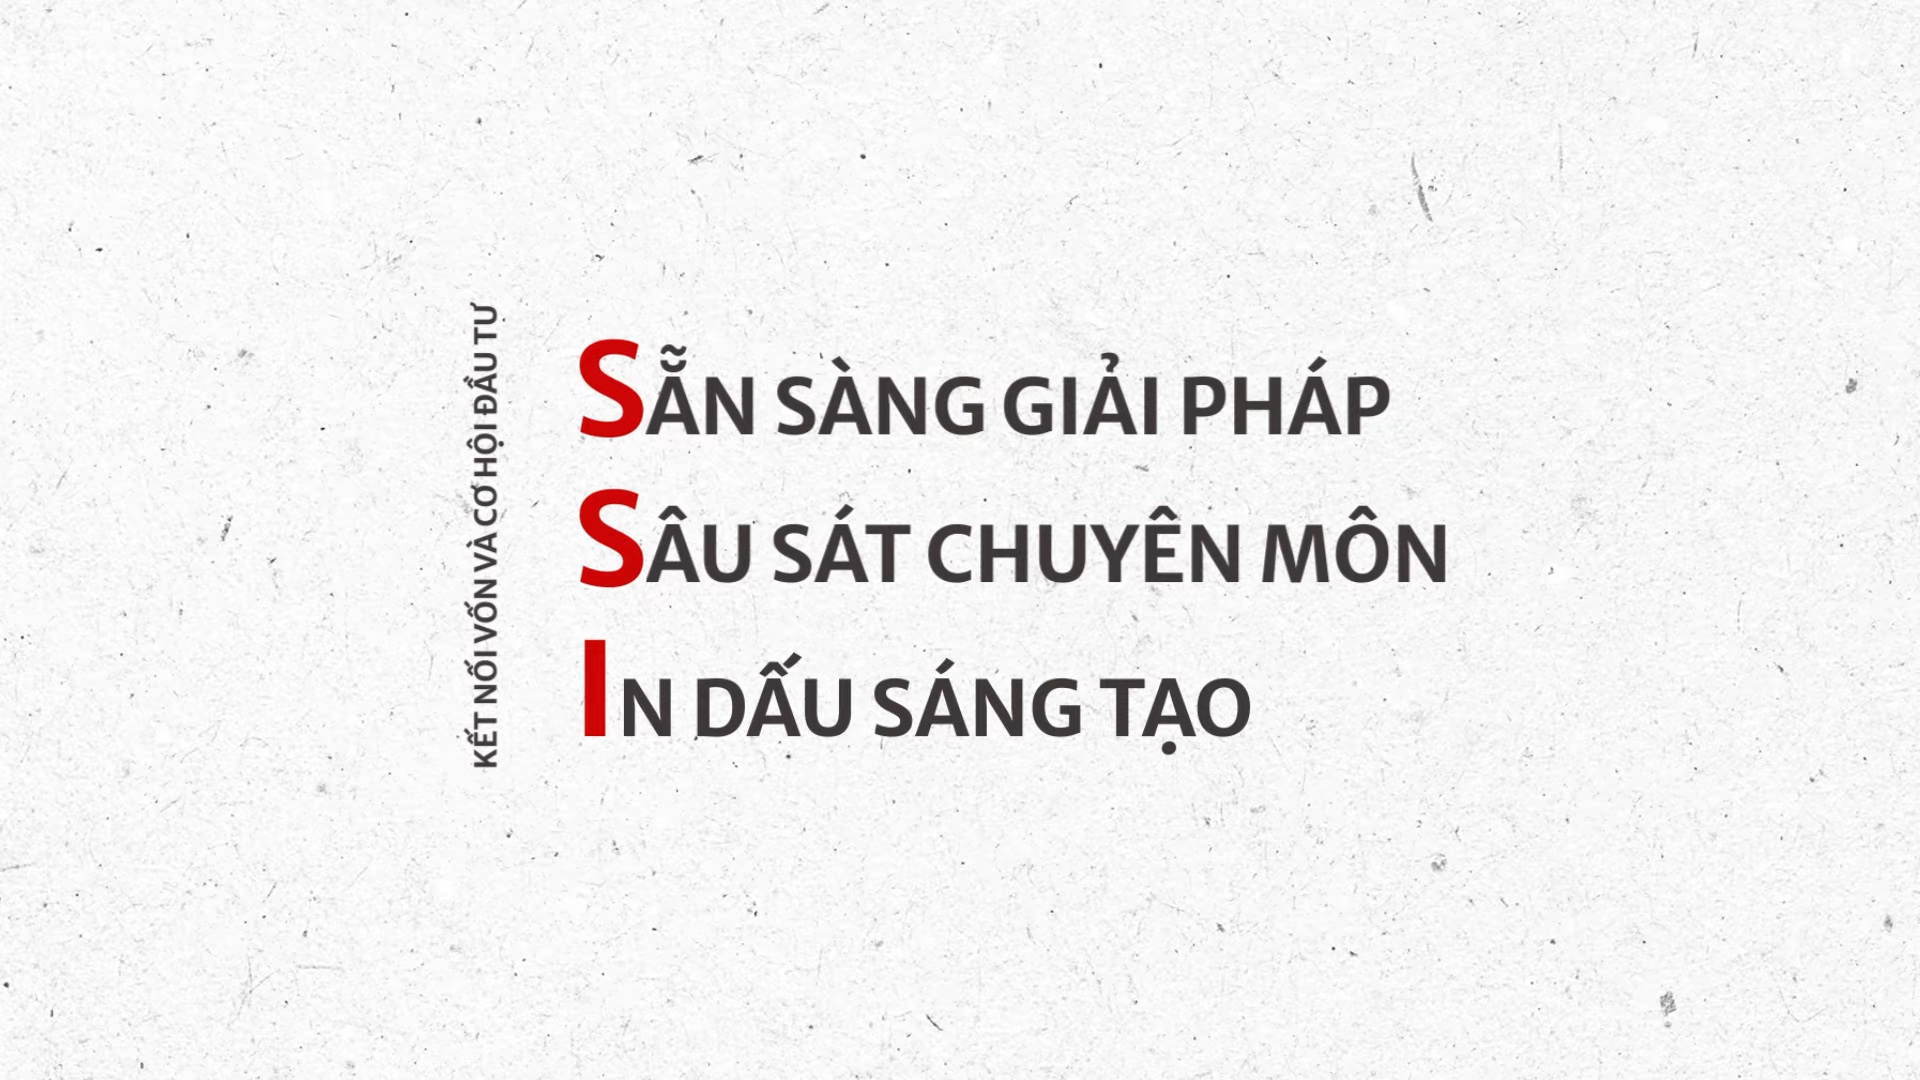 KẾT NỐI VỐN VÀ CƠ HỘI ĐẦU TƯ
SẴN SÀNG GIẢI PHÁP
SÂU SÁT CHUYÊN MÔN
IN DẤU SÁNG TẠO